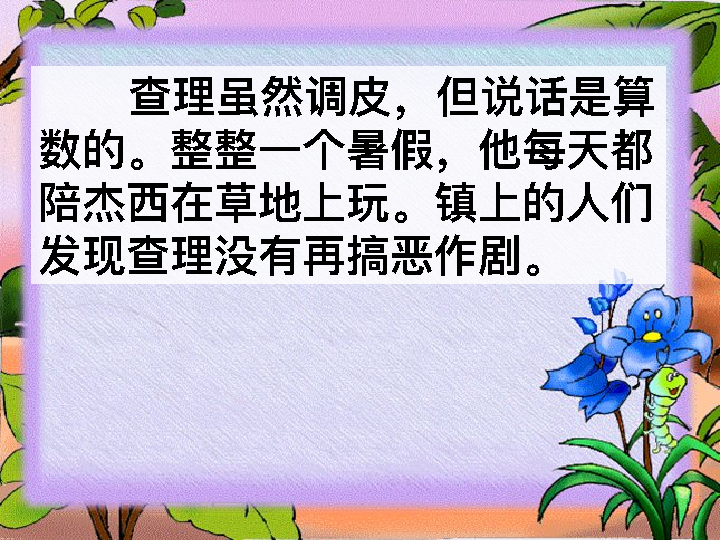 查理虽然调皮，但说话是算
数的。整整一个暑假，他每天都
陪杰西在草地上玩。镇上的人们
发现查理没有再搞恶作剧。